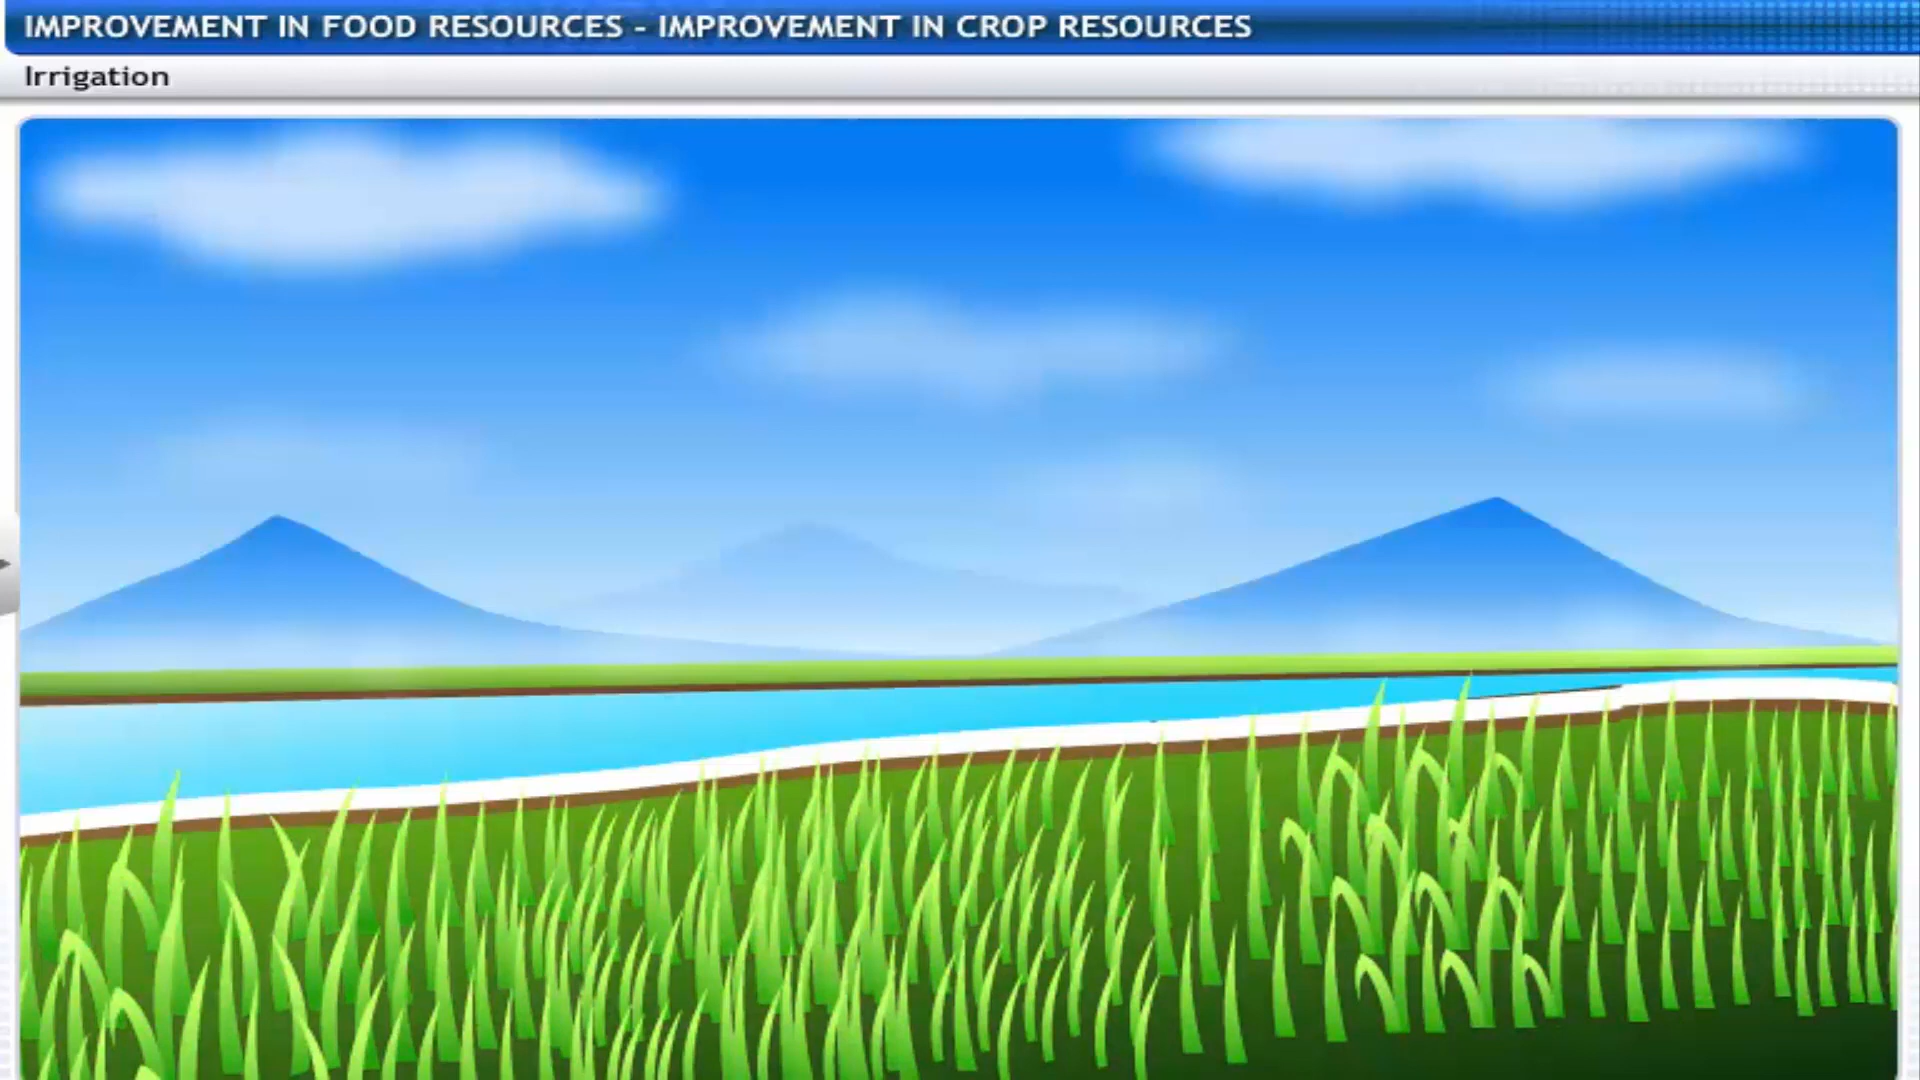 IMPROVEMENT IN FOOD RESOURCES - IMPROVEMENT IN CROP RESOURCES
Irrigation